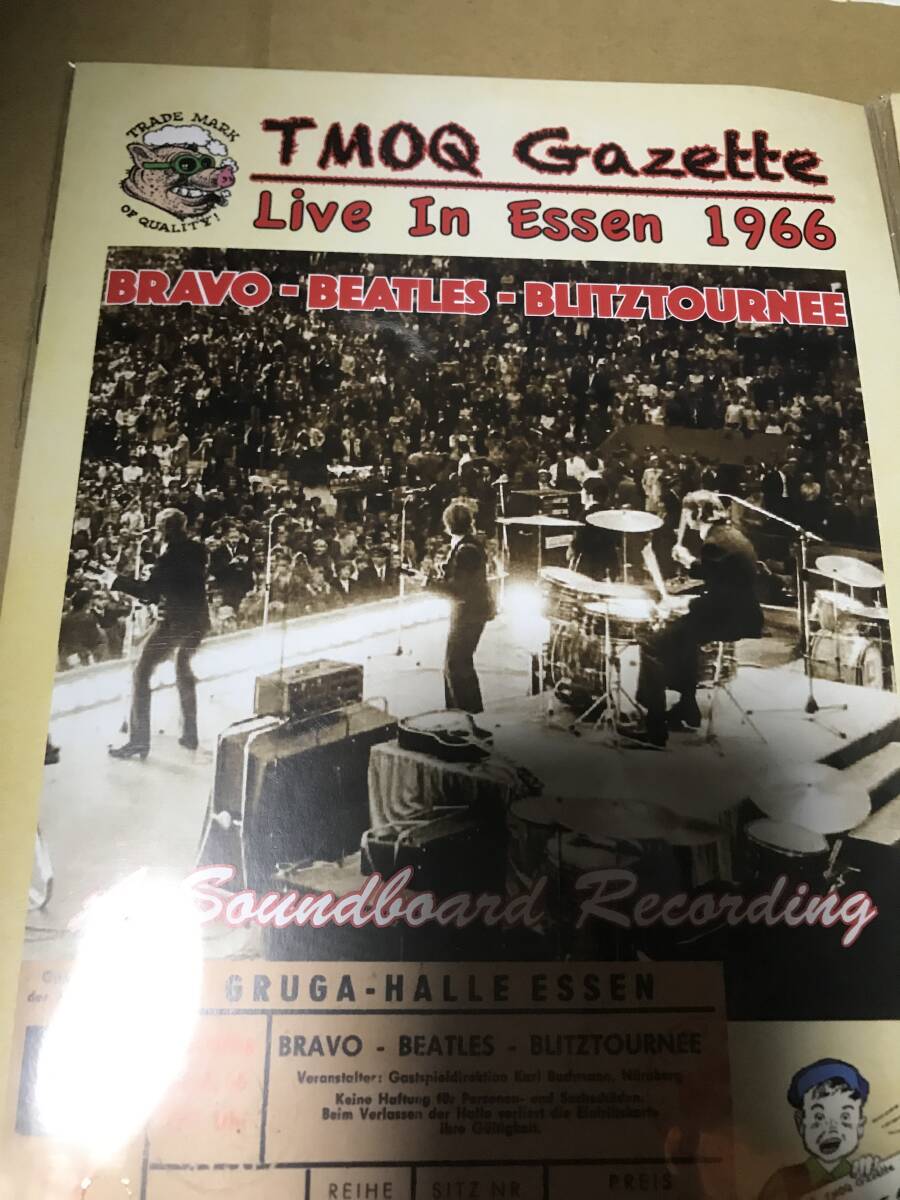 TRADE MARK
OF QUALITY!
TMOQ Gazette
Live In Essen 1966
BRAVO - BEATLES - BLITZTOURNEE
A Soundboard Recording
der
GRUGA-HALLE ESSEN
BRAVO - BEATLES - BLITZTOURNEE
Veranstalter: Gastspieldirektion Karl Buchmann, Nürnberg
Keine Haftung für Personen- und Sachschäden.
Beim Verlassen der Halle verliert die Eintrittskarte
ihre Gültigkeit.
Uhr
REIHE
SITZ NR.
PREIS